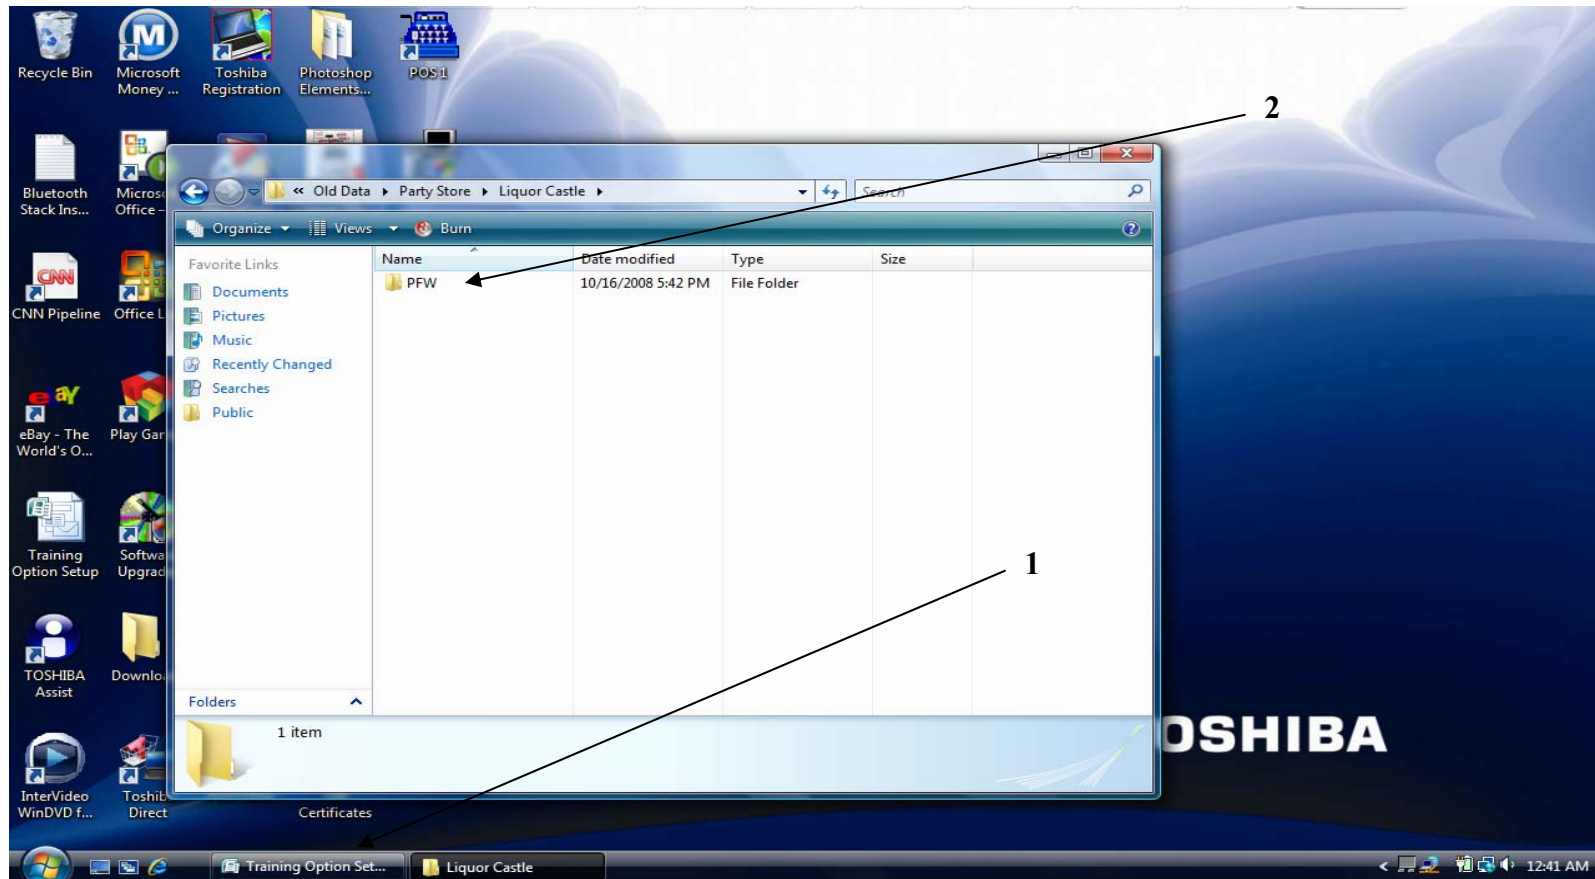 Recycle Bin
Microsoft
Money ...
Toshiba
Registration
Photoshop
Elements...
POS 1
2
Bluetooth
Stack Ins...
Office –
« Old Data ▸ Party Store ▸ Liquor Castle ▸
Search
Organize
Views
Burn
CNN
CNN Pipeline
Office L
Favorite Links
Documents
Pictures
Music
Recently Changed
Searches
Public
Name
Date modified
Type
Size
PFW
10/16/2008 5:42 PM
File Folder
eBay - The
World's O...
Play Gar
Training
Option Setup
Softwa
Upgrad
1
TOSHIBA
Assist
Downlo
Folders
1 item
OSHIBA
InterVideo
WinDVD f...
Toshib
Direct
Certificates
Training Option Set...
Liquor Castle
12:41 AM